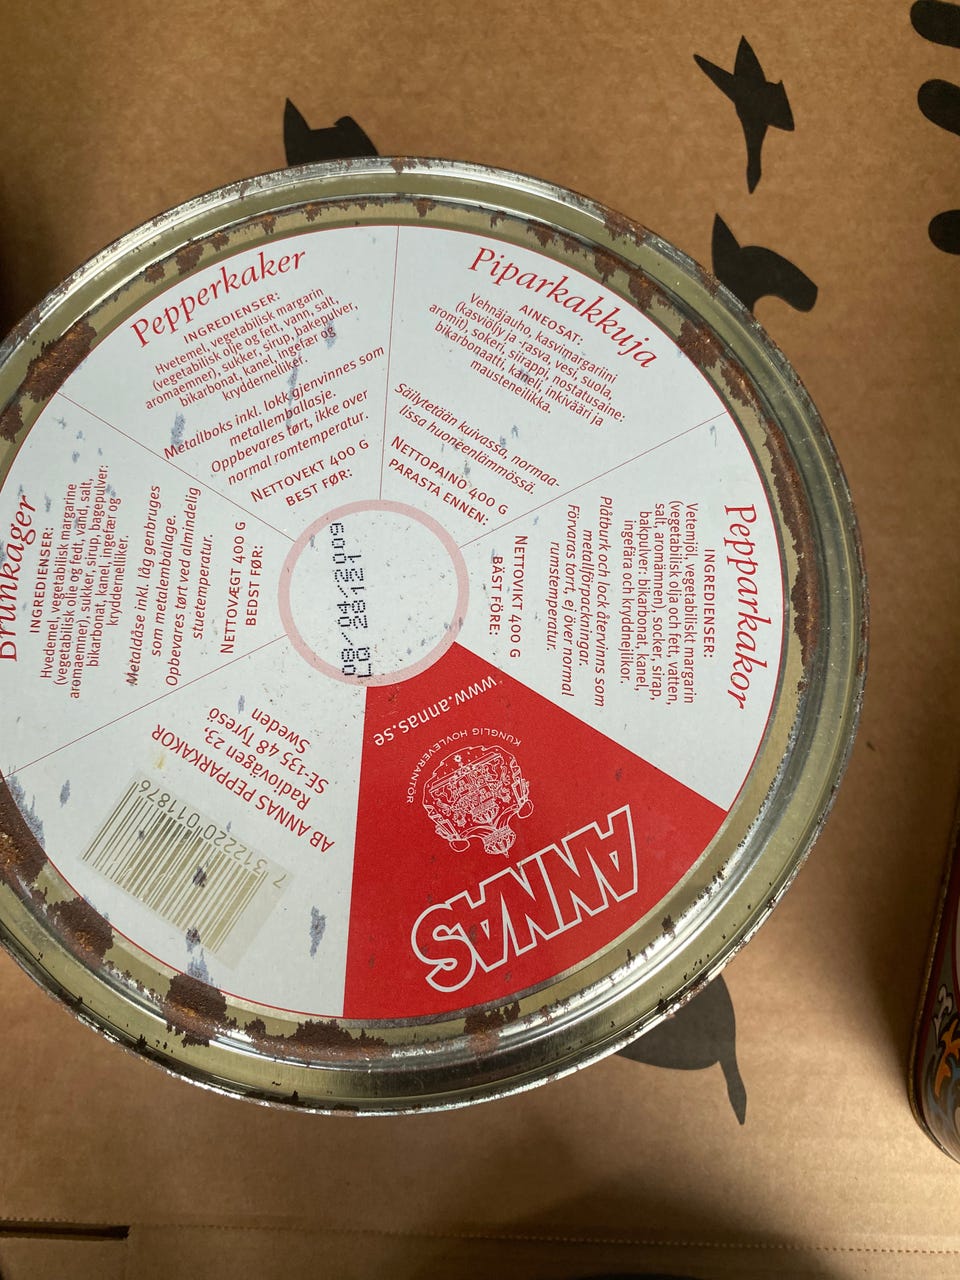 Pepperkaker
INGREDIENSER:
Hvetemel, vegetabilisk margarin
(vegetabilisk olje og fett, vann, salt,
aromaemner), sukker, sirup, bakepulver,
bikarbonat, kanel, ingefær og
krydderneliker.
Metallboks inkl. lokk gjenvinnes som
metallemballasje.
Oppbevares tørt, ikke over
normal romtemperatur.
NETTOVEKT 400 G
BEST FØR:
Piparkakkuja
AINEOSAT:
Vehnäjauho, kasvimargariini
(kasviöljy ja -rasva, vesi, suola,
aromit), sokeri, siirappi, nostatusaine:
bikarbonaatti, kaneli, inkivääri ja
mausteneilikka.
Säilytetään kuivassa, normaa-
lissa huoneenlämmössä.
NETTOPAINO 400 G
PARASTA ENNEN:
Pepparkakor
INGREDIENSER:
Vetemjöl, vegetabiliskt margarin
(vegetabilisk olja och fett, vatten,
salt, aromämnen), socker, sirap,
bakpulver: bikarbonat, kanel,
ingefära och kryddnejlikor.
Plåtburk och lock återvinns som
metallförpackningar.
Förvaras torrt, ej över normal
rumstemperatur.
NETTOVIKT 400 G
BÄST FÖRE:
Brunkager
INGREDIENSER:
Hvedemel, vegetabilisk margarine
(vegetabilisk olie og fedt, vand, salt,
aromaemner), sukker, sirup, bagepulver:
bikarbonat, kanel, ingefær og
kryddernelliker.
Metaldåse inkl. låg genbruges
som metalemballage.
Opbevares tørt ved almindelig
stuetemperatur.
NETTOVÆGT 400 G
BEDST FØR:
08/04/2009
LO 28121
AB ANNAS PEPPARKAKOR
Radiovägen 23,
SE-135 48 Tyresö
Sweden
7 312220 011876
www.annas.se
KUNGLIG HOVLEVERANTÖR
ANNAS